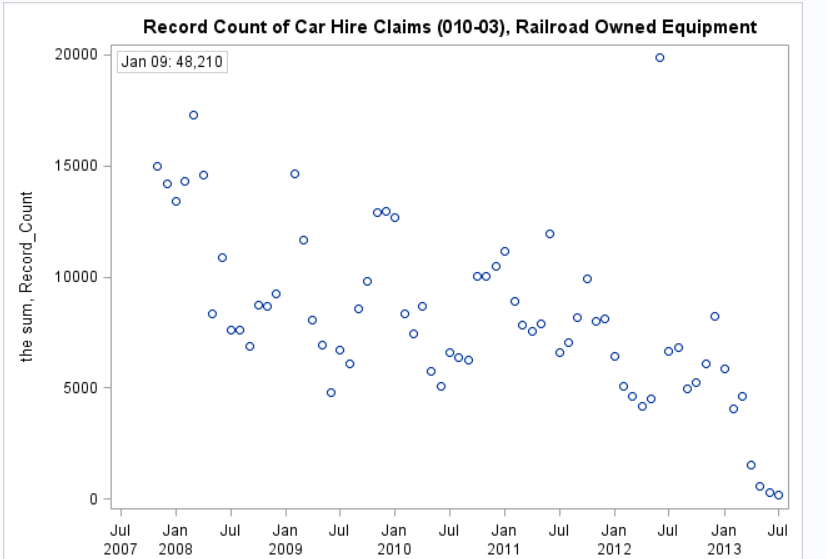 Record Count of Car Hire Claims (010-03), Railroad Owned Equipment
Jan 09: 48,210
the sum, Record_Count
20000
15000
10000
5000
0
Jul Jan Jul Jan Jul Jan Jul Jan Jul Jan Jul Jan Jul
2007 2008 2009 2010 2011 2012 2013